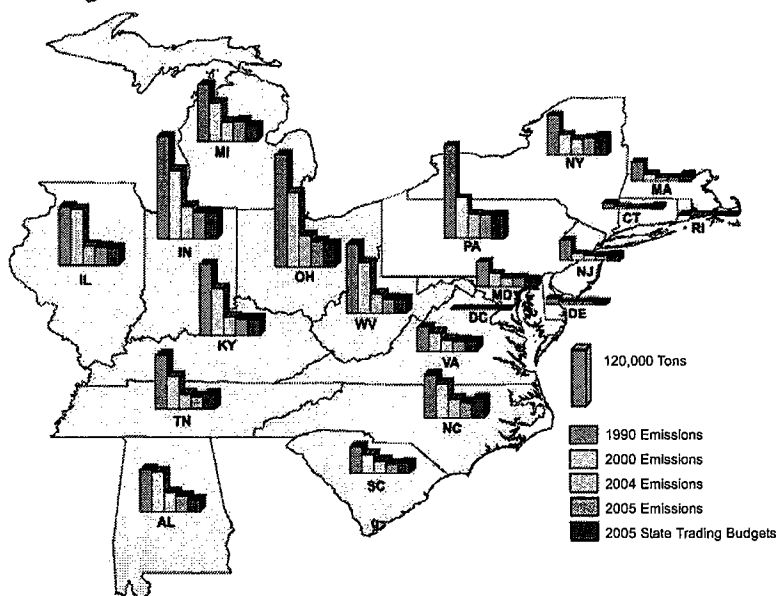 MI
NY
MA
CT
RI
IN
PA
IL
OH
NJ
MD
WV
DC
DE
KY
VA
120,000 Tons
TN
NC
1990 Emissions
2000 Emissions
SC
2004 Emissions
AL
2005 Emissions
2005 State Trading Budgets